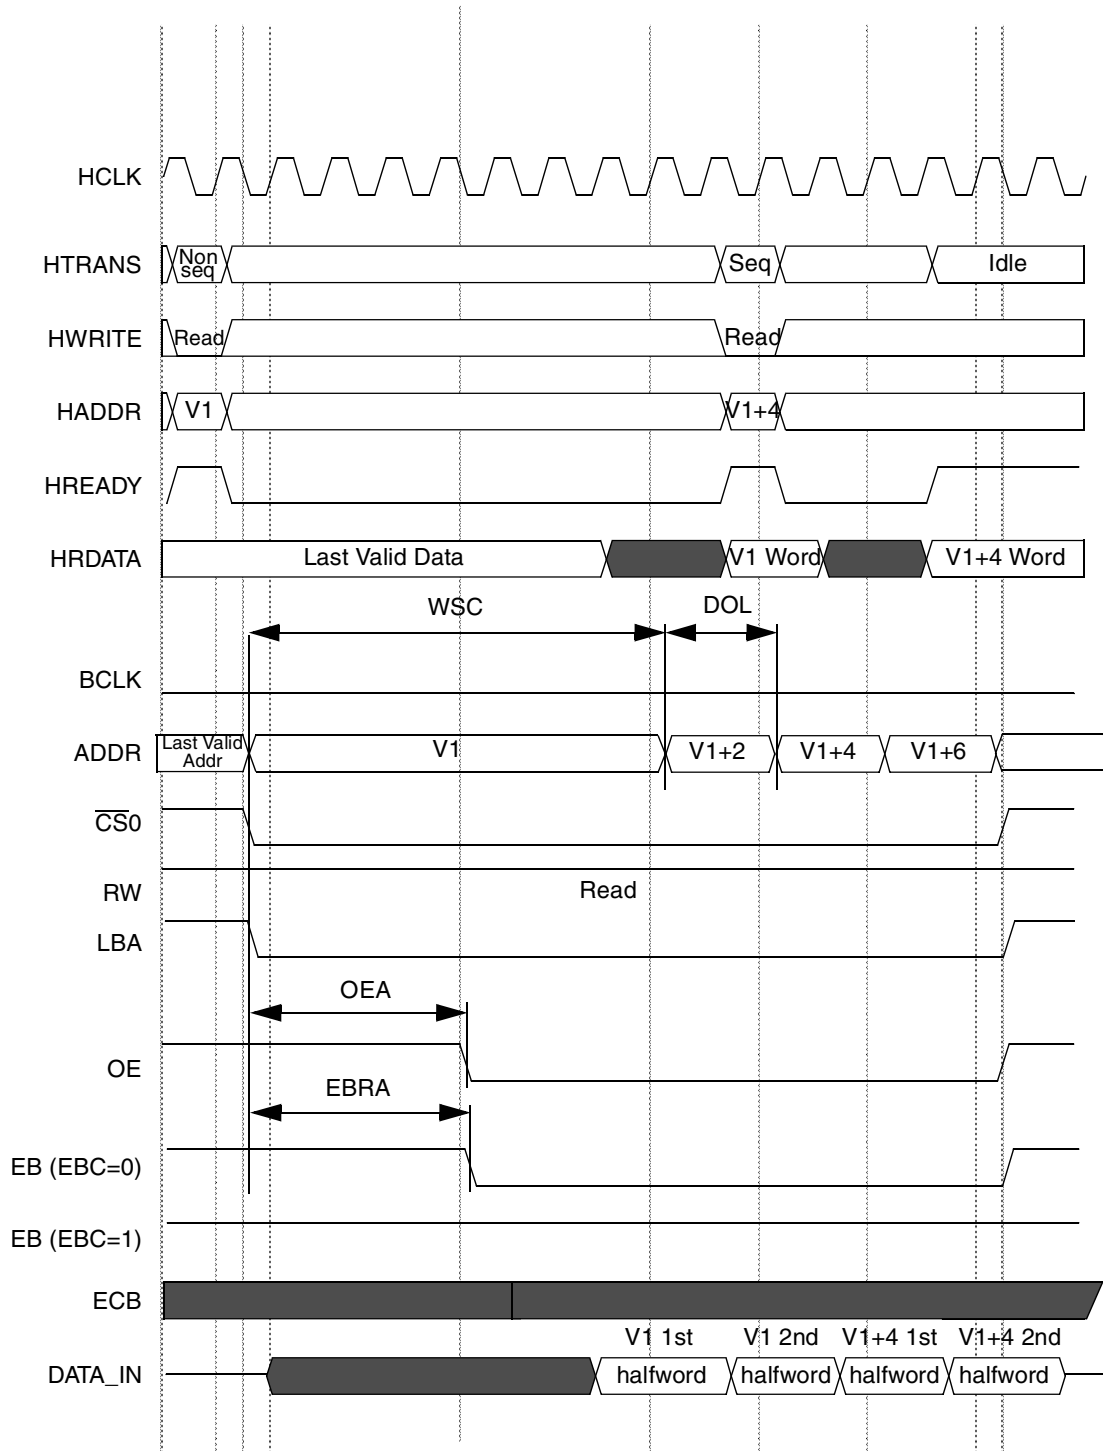 HCLK
HTRANS
Non
seq
Seq
Idle
HWRITE
Read
Read
HADDR
V1
V1+4
HREADY
HRDATA
Last Valid Data
V1 Word
V1+4 Word
WSC
DOL
BCLK
ADDR
Last Valid
Addr
V1
V1+2
V1+4
V1+6
CS0
RW
Read
LBA
OEA
OE
EBRA
EB (EBC=0)
EB (EBC=1)
ECB
V1 1st
V1 2nd
V1+4 1st
V1+4 2nd
DATA_IN
halfword
halfword
halfword
halfword